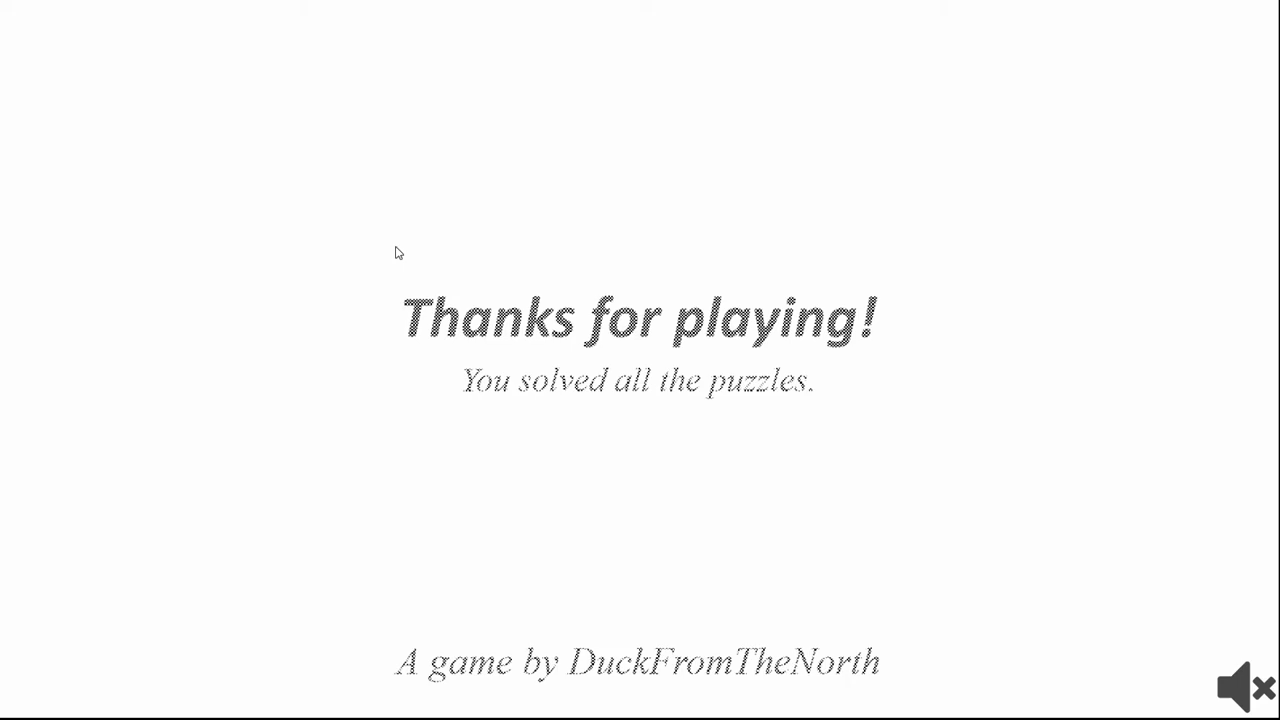 Thanks for playing!
You solved all the puzzles.
A game by DuckFromTheNorth